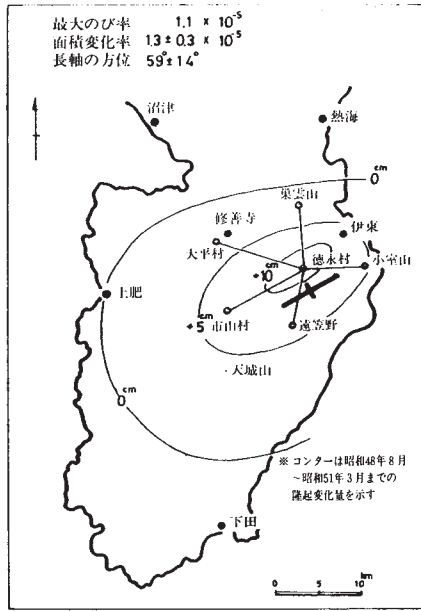 最大のび率 1.1 × 10⁻⁵
面積変化率 1.3 ± 0.3 × 10⁻⁵
長軸の方位 59° ± 14°
沼津
熱海
0 cm
巣雲山
修善寺
伊東
大平村
徳永村
小室山
+10 cm
土肥
+5 cm
市山村
遠笠野
天城山
0 cm
※ コンターは昭和48年8月
～昭和51年3月までの
隆起変化量を示す
下田
0 5 10 km